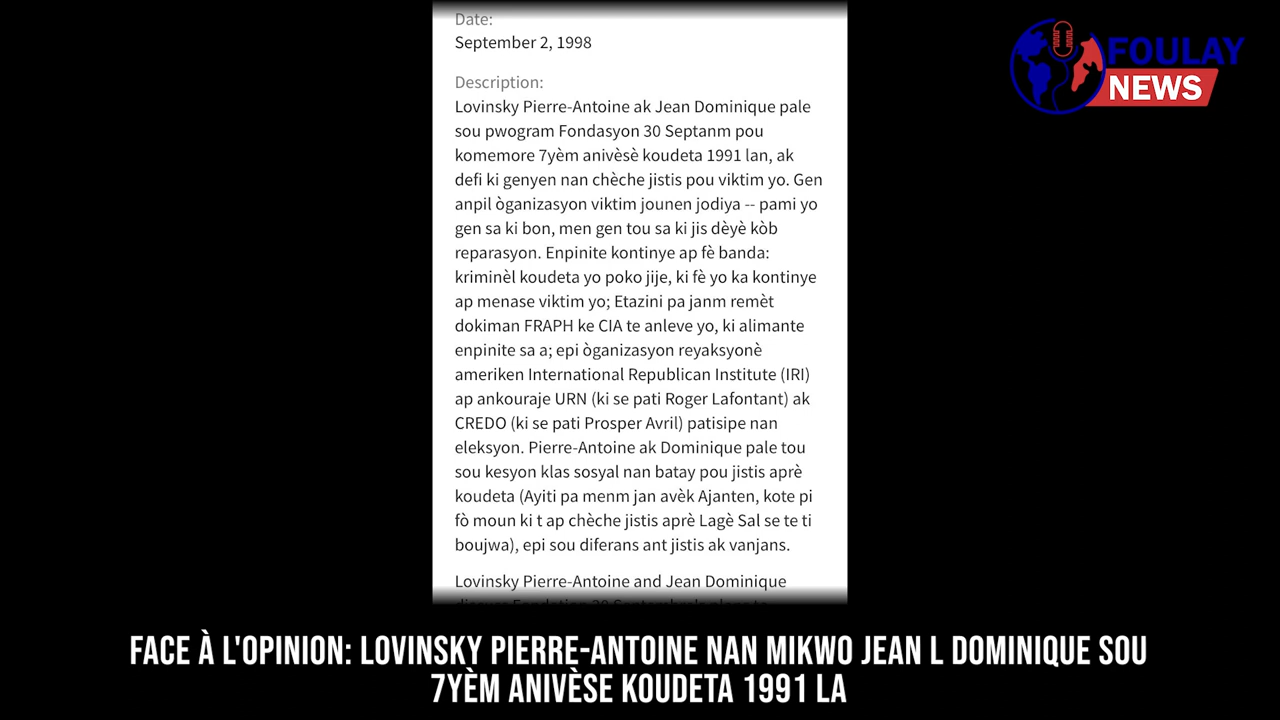 Date:
September 2, 1998
FOULAY
NEWS
Description:
Lovinsky Pierre-Antoine ak Jean Dominique pale
sou pwogram Fondasyon 30 Septanm pou
komemore 7yèm anivèsè koudeta 1991 lan, ak
defi ki genyen nan chèche jistis pou viktim yo. Gen
anpil òganizasyon viktim jounen jodiya -- pami yo
gen sa ki bon, men gen tou sa ki jis dèyè kòb
reparasyon. Enpinite kontinye ap fè banda:
kriminèl koudeta yo poko jije, ki fè yo ka kontinye
ap menase viktim yo; Etazini pa janm remèt
dokiman FRAPH ke CIA te anleve yo, ki alimante
enpinite sa a; epi òganizasyon reyaksyonè
ameriken International Republican Institute (IRI)
ap ankouraje URN (ki se pati Roger Lafontant) ak
CREDO (ki se pati Prosper Avril) patisipe nan
eleksyon. Pierre-Antoine ak Dominique pale tou
sou kesyon klas sosyal nan batay pou jistis aprè
koudeta (Ayiti pa menm jan avèk Ajanten, kote pi
fò moun ki t ap chèche jistis aprè Lagè Sal se te ti
boujwa), epi sou diferans ant jistis ak vanjans.
Lovinsky Pierre-Antoine and Jean Dominique
FACE À L'OPINION: LOVINSKY PIERRE-ANTOINE NAN MIKWO JEAN L DOMINIQUE SOU
7YÈM ANIVÈSE KOUDETA 1991 LA